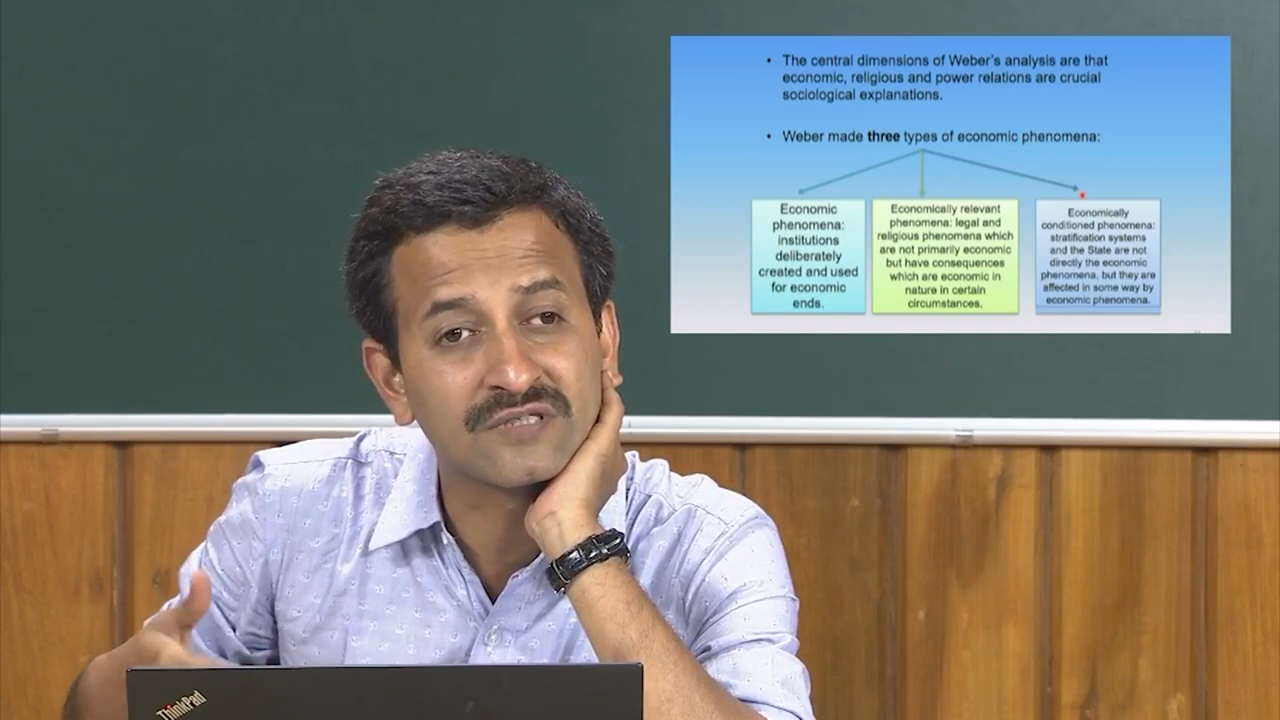 • The central dimensions of Weber's analysis are that
economic, religious and power relations are crucial
sociological explanations.
• Weber made three types of economic phenomena:
Economic
phenomena:
institutions
deliberately
created and used
for economic
ends.
Economically relevant
phenomena: legal and
religious phenomena which
are not primarily economic
but have consequences
which are economic in
nature in certain
circumstances.
Economically
conditioned phenomena:
stratification systems
and the State are not
directly the economic
phenomena, but they are
affected in some way by
economic phenomena.
ThinkPad